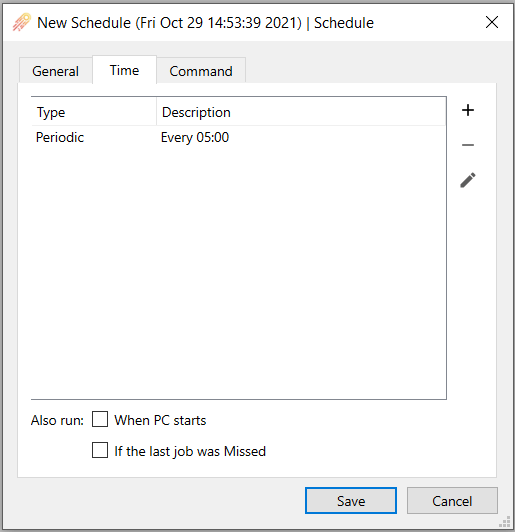 New Schedule (Fri Oct 29 14:53:39 2021) | Schedule
General Time Command
Type Description
Periodic Every 05:00
Also run: When PC starts
If the last job was Missed
Save Cancel